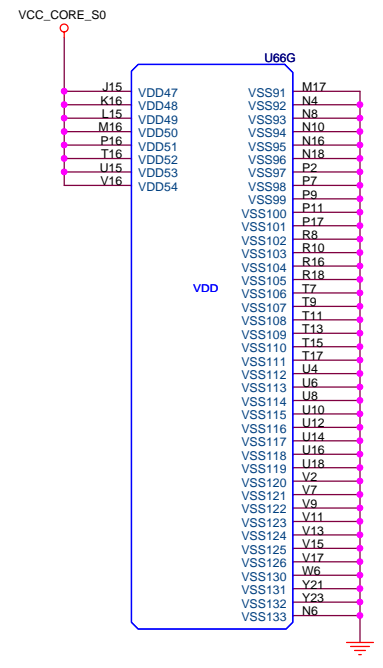 VCC_CORE_S0
U66G
J15 VDD47 VSS91 M17
K16 VDD48 VSS92 N4
L15 VDD49 VSS93 N8
M16 VDD50 VSS94 N10
P16 VDD51 VSS95 N16
T16 VDD52 VSS96 N18
U15 VDD53 VSS97 P2
V16 VDD54 VSS98 P7
VSS99 P9
VSS100 P11
VSS101 P17
VSS102 R8
VSS103 R10
VSS104 R16
VSS105 R18
VDD VSS106 T7
VSS107 T9
VSS108 T11
VSS109 T13
VSS110 T15
VSS111 T17
VSS112 U4
VSS113 U6
VSS114 U8
VSS115 U10
VSS116 U12
VSS117 U14
VSS118 U16
VSS119 U18
VSS120 V2
VSS121 V7
VSS122 V9
VSS123 V11
VSS124 V13
VSS125 V15
VSS126 V17
VSS130 W6
VSS131 Y21
VSS132 Y23
VSS133 N6